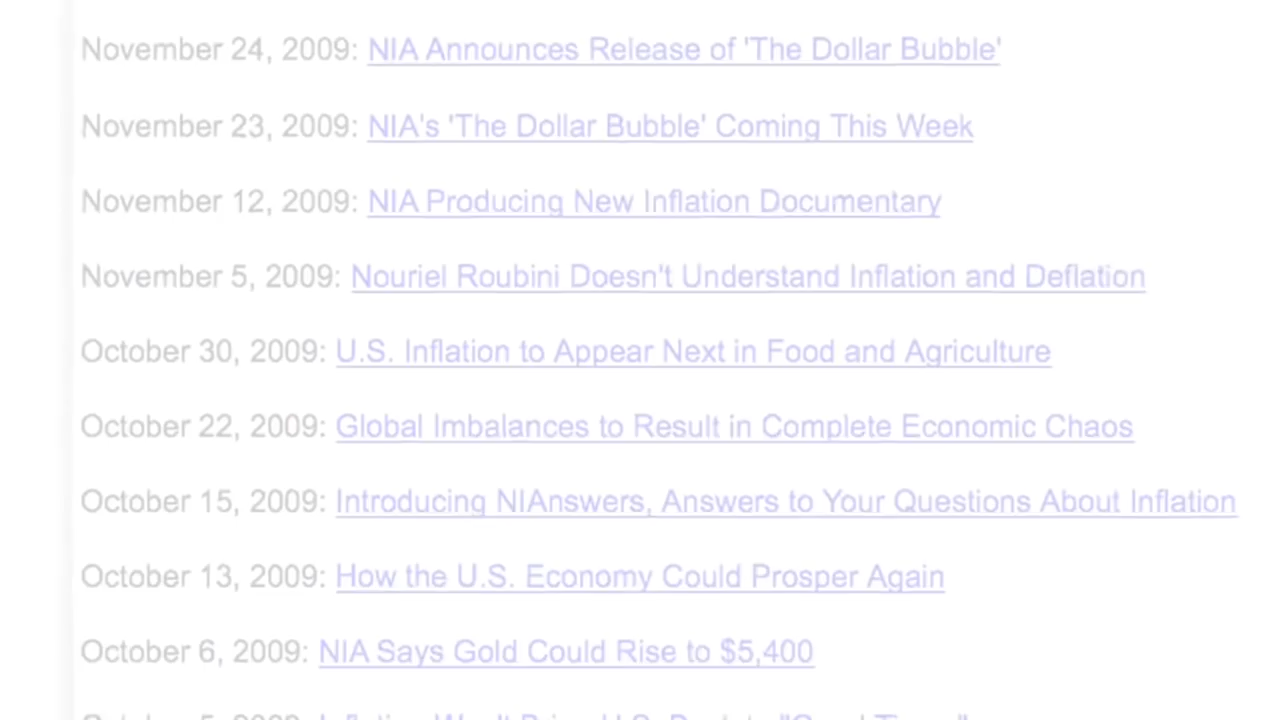 November 24, 2009: NIA Announces Release of 'The Dollar Bubble'
November 23, 2009: NIA's 'The Dollar Bubble' Coming This Week
November 12, 2009: NIA Producing New Inflation Documentary
November 5, 2009: Nouriel Roubini Doesn't Understand Inflation and Deflation
October 30, 2009: U.S. Inflation to Appear Next in Food and Agriculture
October 22, 2009: Global Imbalances to Result in Complete Economic Chaos
October 15, 2009: Introducing NIAnswers, Answers to Your Questions About Inflation
October 13, 2009: How the U.S. Economy Could Prosper Again
October 6, 2009: NIA Says Gold Could Rise to $5,400